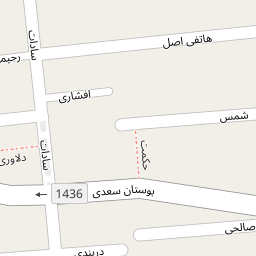 سادات
هاتفی اصل
رحیم
افشاری
شمس
سادات
حکمت
دلاوری
1436
بوستان سعدی
صالحی
دربندی